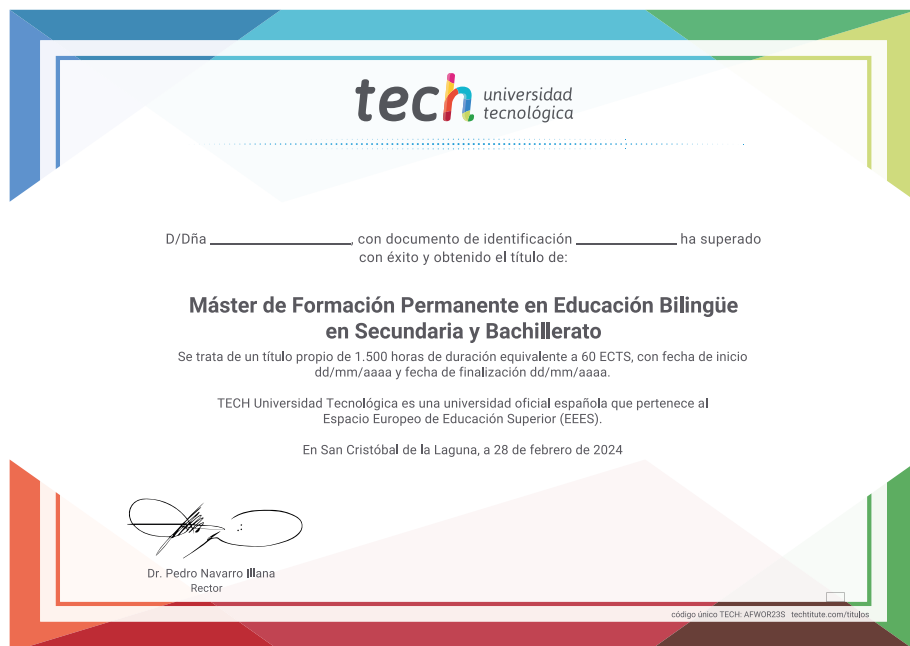 tech universidad
tecnológica
D/Dña ____________________, con documento de identificación ______________ ha superado
con éxito y obtenido el título de:
Máster de Formación Permanente en Educación Bilingüe
en Secundaria y Bachillerato
Se trata de un título propio de 1.500 horas de duración equivalente a 60 ECTS, con fecha de inicio
dd/mm/aaaa y fecha de finalización dd/mm/aaaa.
TECH Universidad Tecnológica es una universidad oficial española que pertenece al
Espacio Europeo de Educación Superior (EEES).
En San Cristóbal de la Laguna, a 28 de febrero de 2024
Dr. Pedro Navarro Illana
Rector
código único TECH: AFWOR23S techtitute.com/titulos